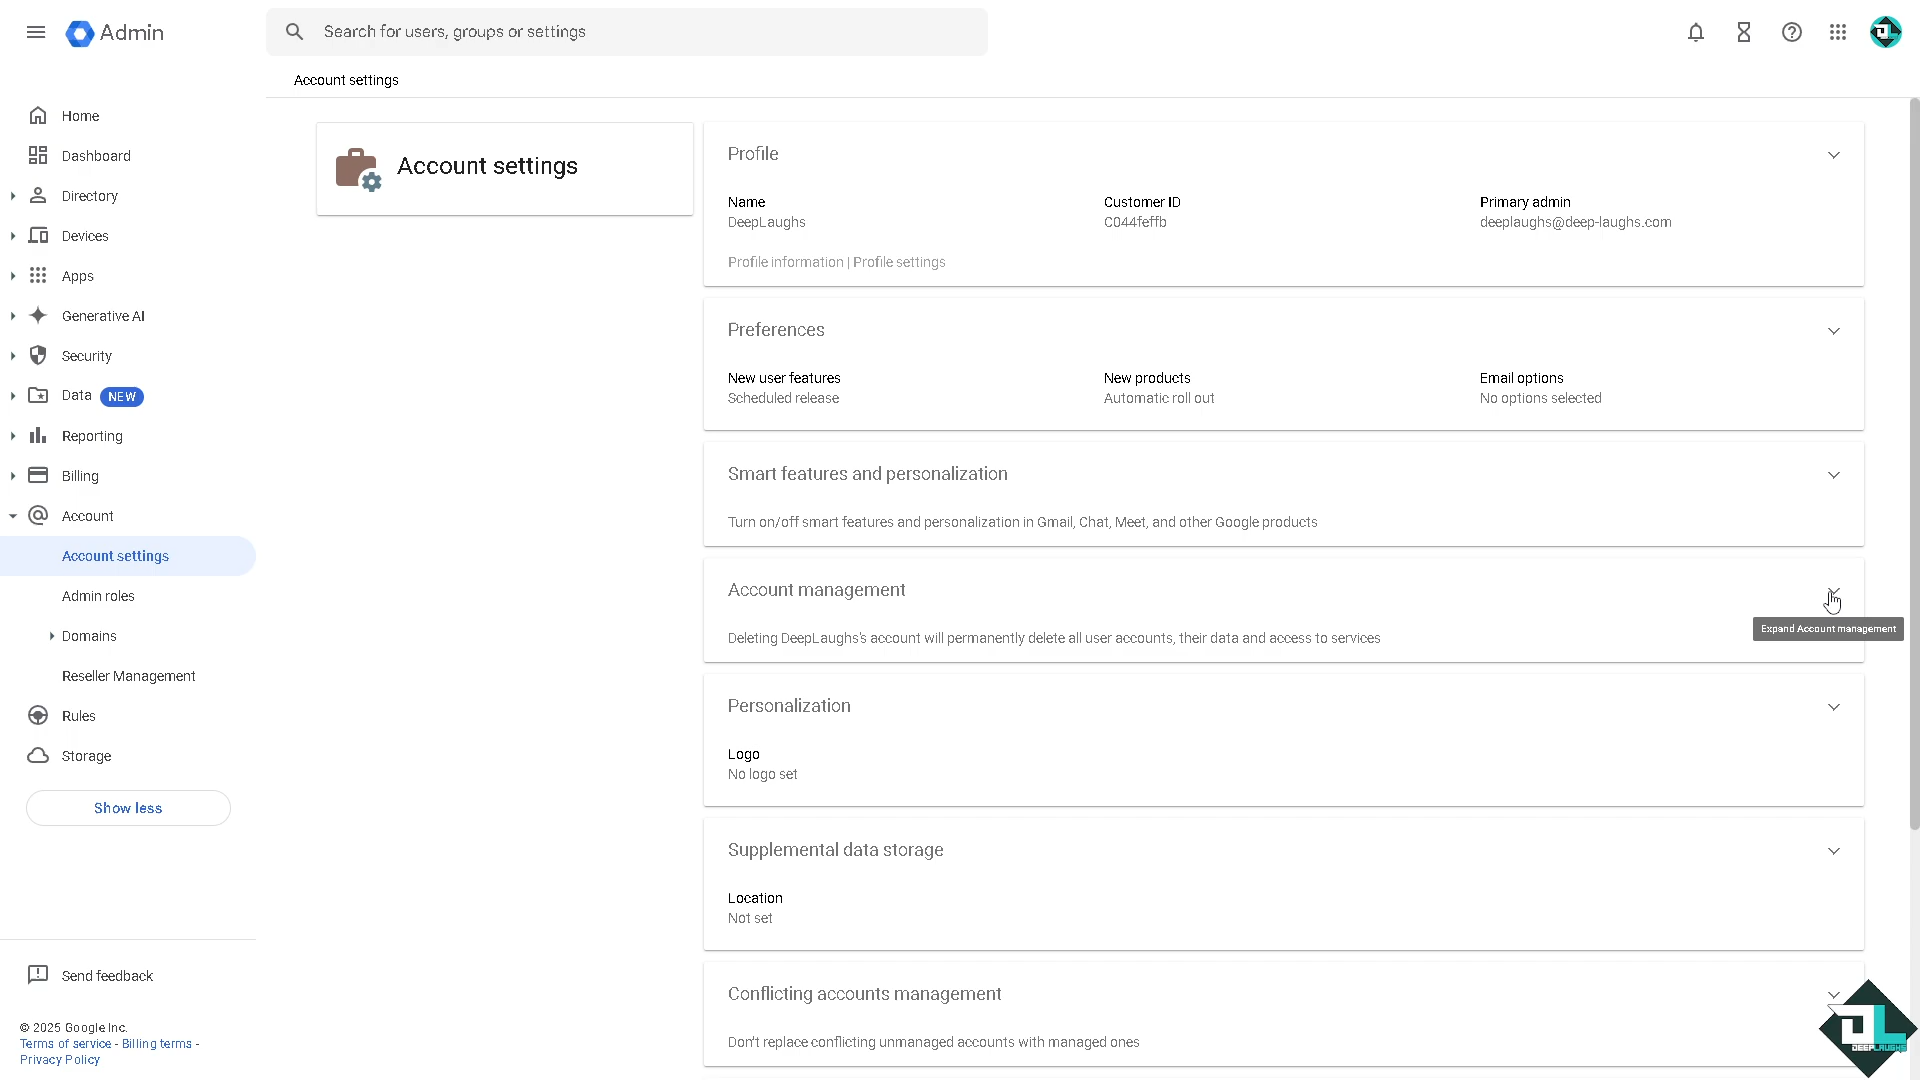 Admin
Search for users, groups or settings
Account settings
Home
Dashboard
Directory
Devices
Apps
Generative AI
Security
Data NEW
Reporting
Billing
Account
Account settings
Admin roles
Domains
Reseller Management
Rules
Storage
Show less
Send feedback
© 2025 Google Inc.
Terms of service - Billing terms -
Privacy Policy
Account settings
Profile
Name Customer ID Primary admin
DeepLaughs C044feffb deeplaughs@deep-laughs.com
Profile information | Profile settings
Preferences
New user features New products Email options
Scheduled release Automatic roll out No options selected
Smart features and personalization
Turn on/off smart features and personalization in Gmail, Chat, Meet, and other Google products
Account management
Expand Account management
Deleting DeepLaughs's account will permanently delete all user accounts, their data and access to services
Personalization
Logo
No logo set
Supplemental data storage
Location
Not set
Conflicting accounts management
Don't replace conflicting unmanaged accounts with managed ones
DL
DEEPLAUGHS